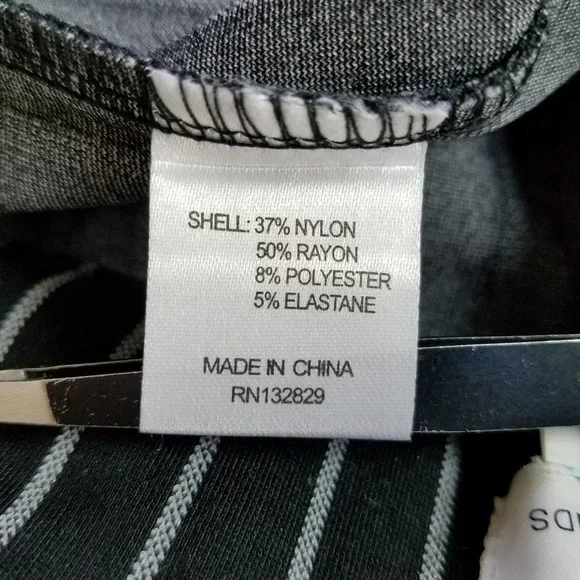 SHELL: 37% NYLON
50% RAYON
8% POLYESTER
5% ELASTANE
MADE IN CHINA
RN132829